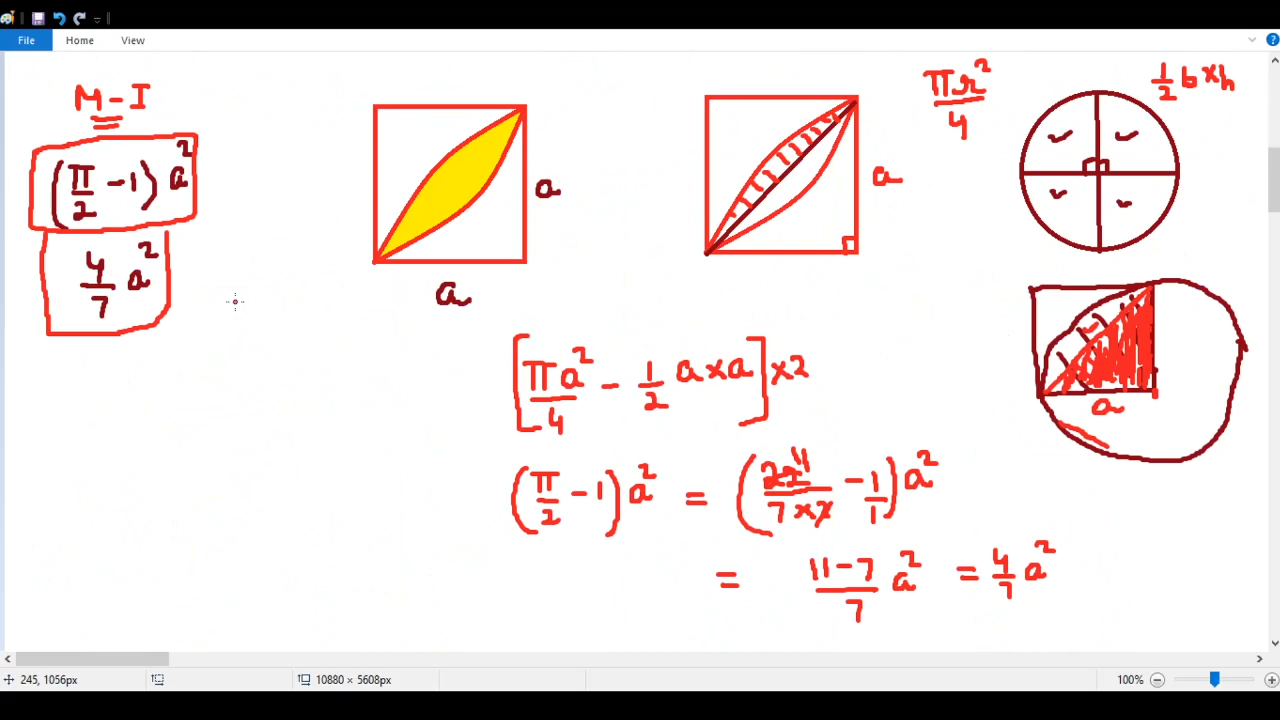 File Home View
M-I
(π/2 -1) a²
4/7 a²
a
a
a
πr²/4
1/2 b×h
a
[πa²/4 - 1/2 a×a]×2
(π/2 -1) a² = (22 11/7×2 - 1/1) a²
= 11-7/7 a² = 4/7 a²
245, 1056px 10880 × 5608px 100%